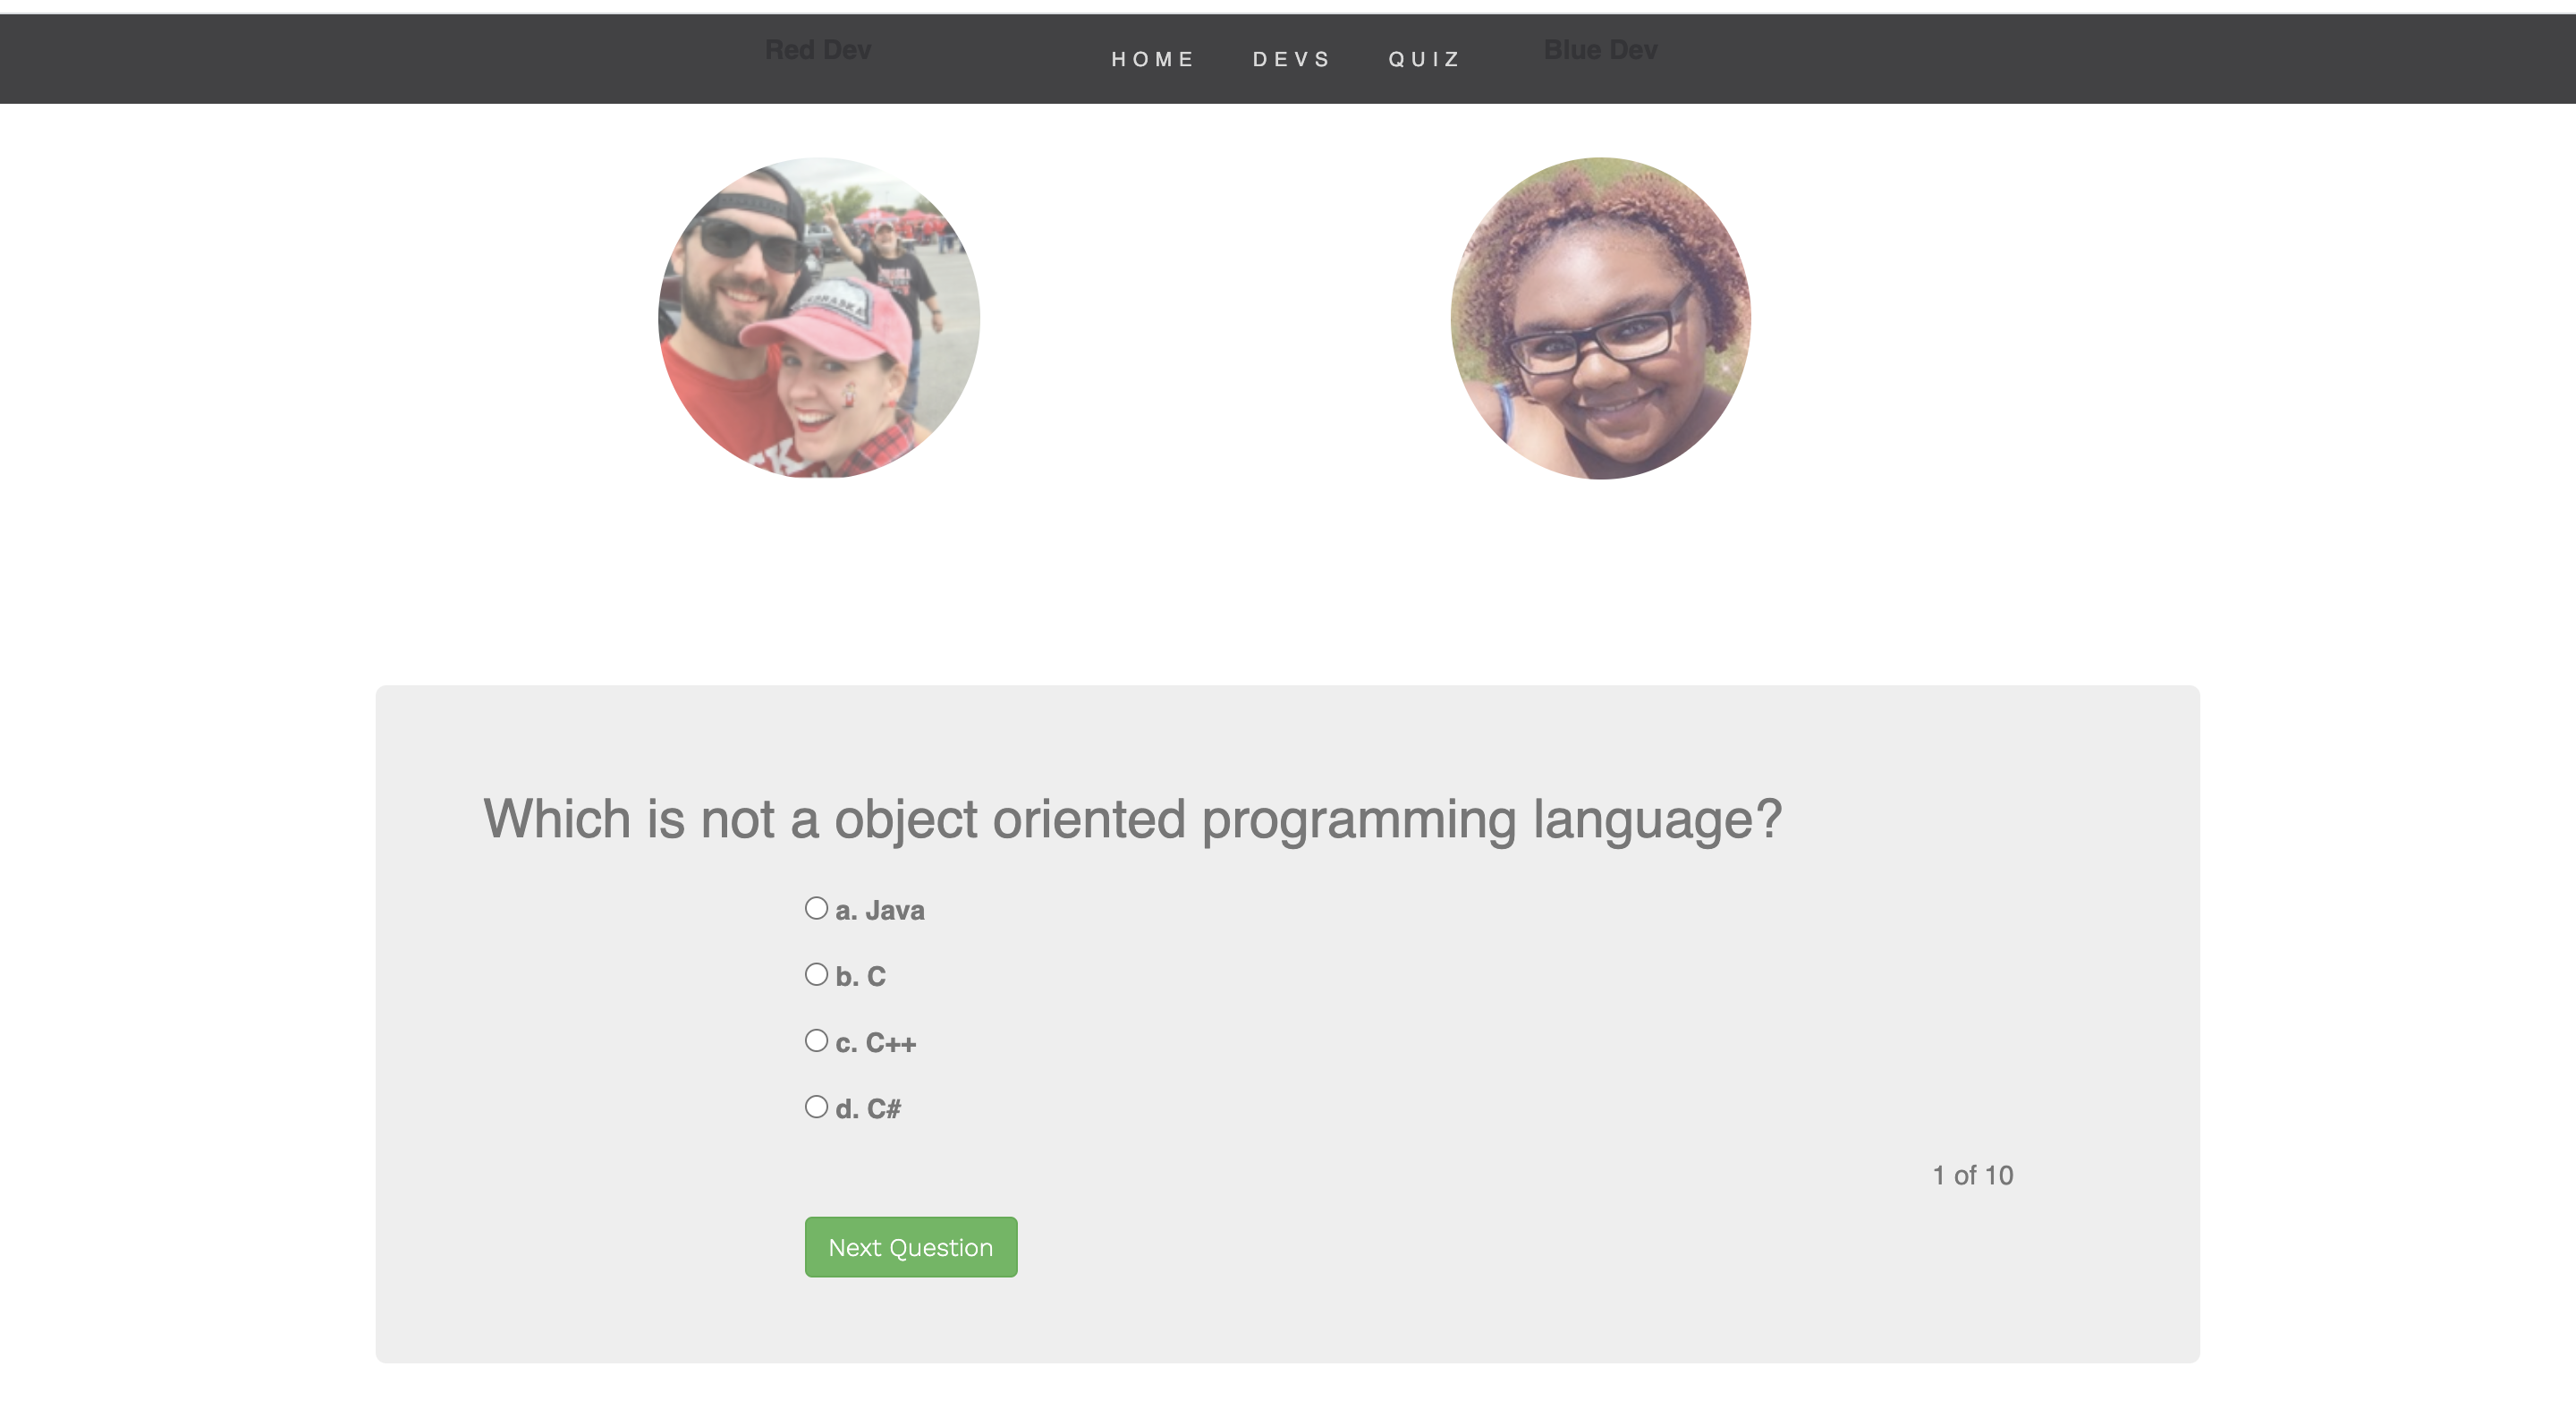 Red Dev
HOME DEVS QUIZ
Blue Dev
Which is not a object oriented programming language?
a. Java
b. C
c. C++
d. C#
1 of 10
Next Question